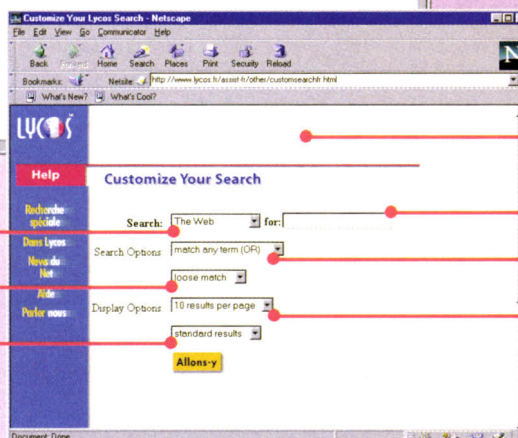 Customize Your Lycos Search - Netscape
File Edit View Go Communicator Help
Back Forward Home Search Places Print Security Reload
N
Bookmarks: Netsite: http://www.lycos.fr/assist-fr/other/customsearchfr.html
What's New? What's Cool?
LYCOS
Help
Customize Your Search
Recherche
spéciale
Dans Lycos
News du
Net
Aide
Parler nous
Search: The Web for:
Search Options: match any term (OR)
loose match
Display Options: 10 results per page
standard results
Allons-y
Document: Done